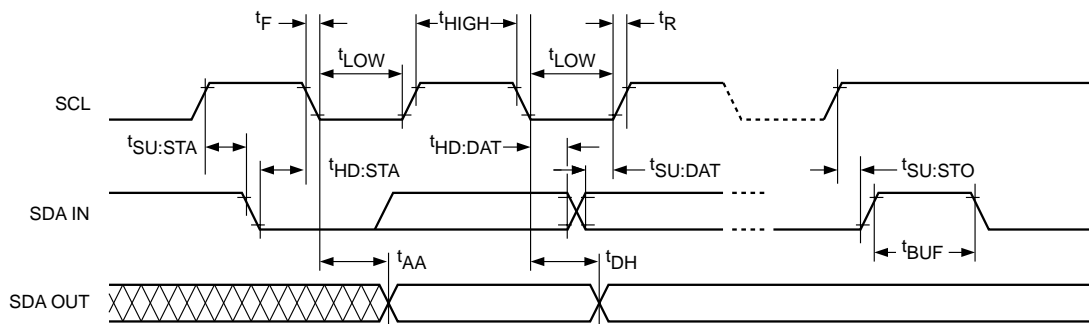 tF tHIGH tR
tLOW tLOW
SCL
tSU:STA tHD:DAT
tHD:STA tSU:DAT tSU:STO
SDA IN
tBUF
tAA tDH
SDA OUT